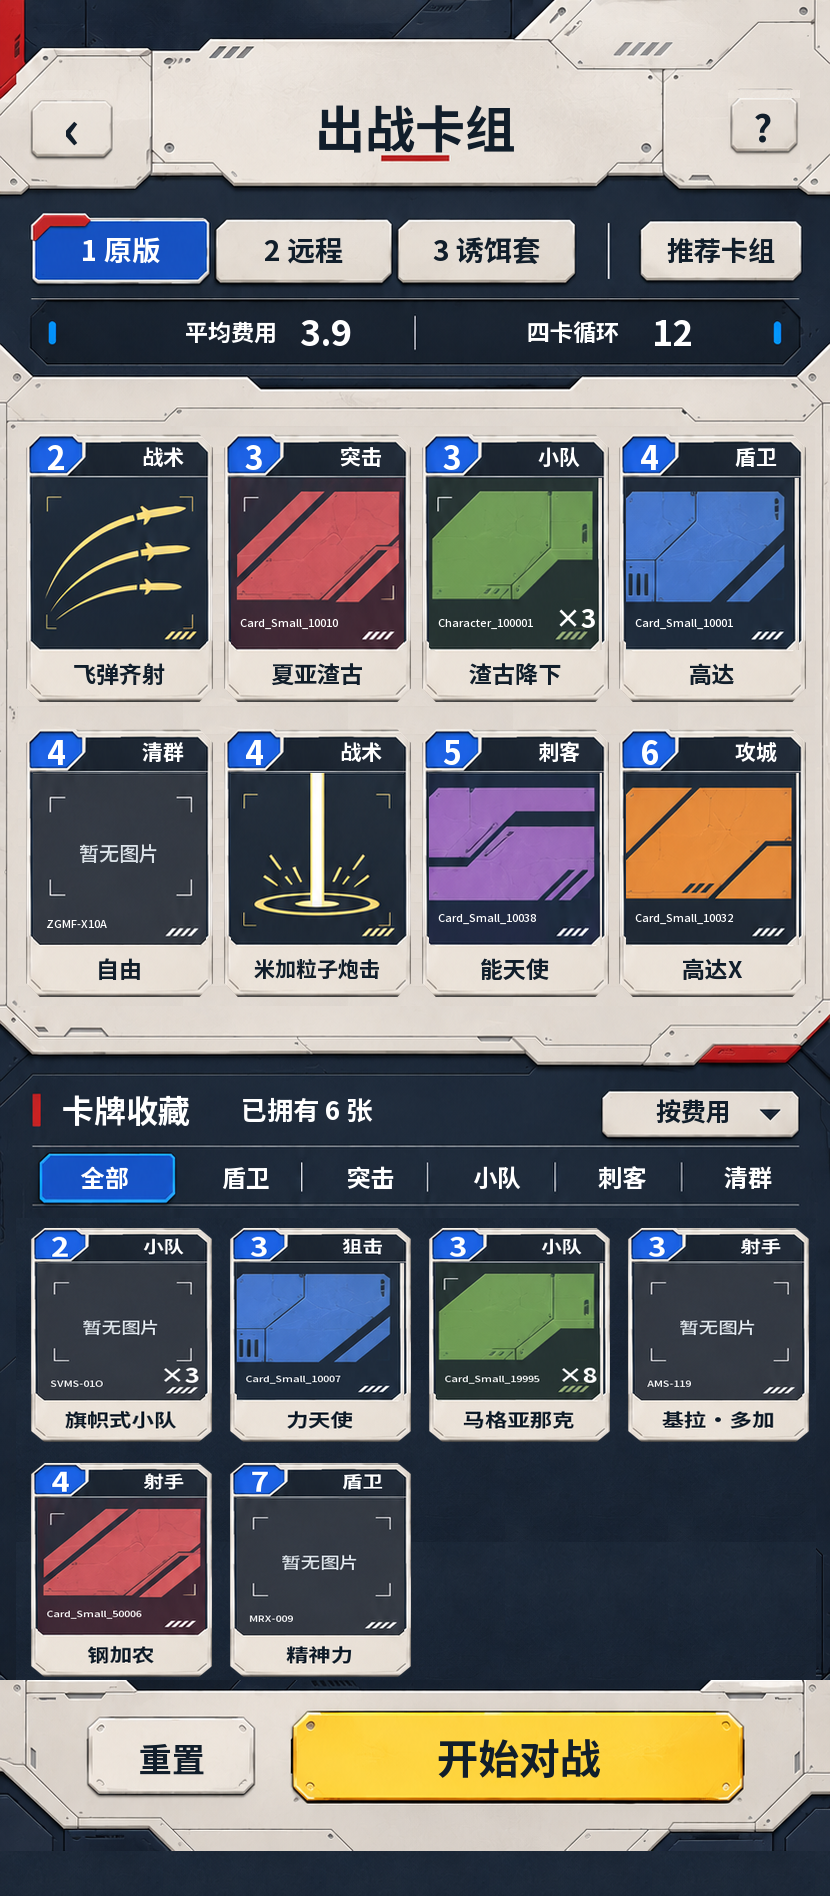 ‹
出战卡组
?
1 原版
2 远程
3 诱饵套
推荐卡组
平均费用 3.9
四卡循环 12
2 战术
飞弹齐射
3 突击
Card_Small_10010
夏亚渣古
3 小队
Character_100001
×3
渣古降下
4 盾卫
Card_Small_10001
高达
4 清群
暂无图片
ZGMF-X10A
自由
4 战术
米加粒子炮击
5 刺客
Card_Small_10038
能天使
6 攻城
Card_Small_10032
高达X
卡牌收藏
已拥有 6 张
按费用
全部
盾卫
突击
小队
刺客
清群
2 小队
暂无图片
×3
SVMS-01O
旗帜式小队
3 狙击
Card_Small_10007
力天使
3 小队
Card_Small_19995
×8
马格亚那克
3 射手
暂无图片
AMS-119
基拉·多加
4 射手
Card_Small_50006
钢加农
7 盾卫
暂无图片
MRX-009
精神力
重置
开始对战